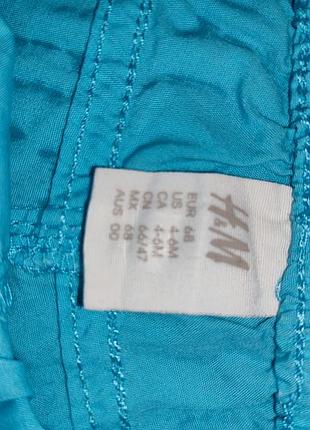 H&M
EUR 68
US 4-6M
CA 4-6M
CN 66/47
MX 68
AUS 00